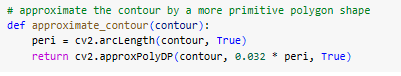 # approximate the contour by a more primitive polygon shape
def approximate_contour(contour):
    peri = cv2.arcLength(contour, True)
    return cv2.approxPolyDP(contour, 0.032 * peri, True)